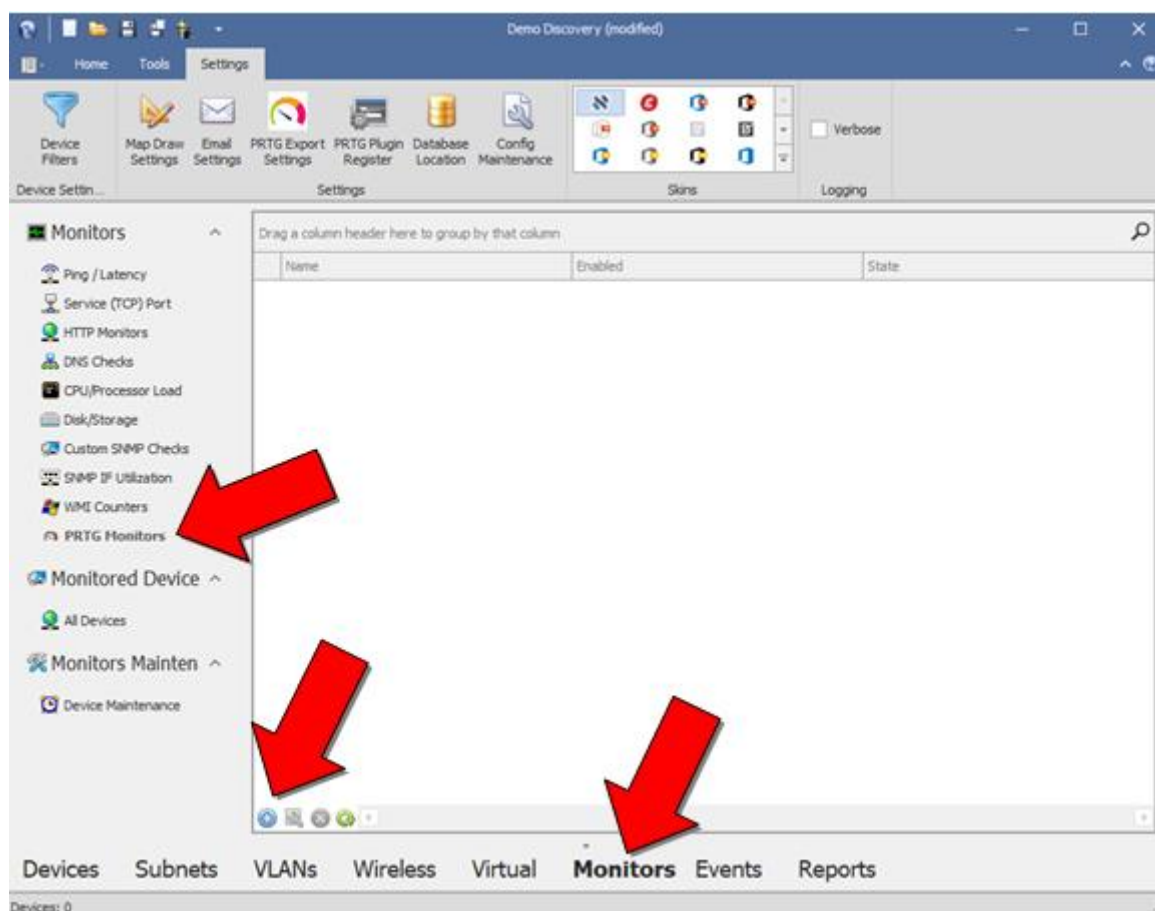 Demo Discovery (modified)
Home Tools Settings
Device Filters
Map Draw Settings
Email Settings
PRTG Export Settings
PRTG Plugin Register
Database Location
Config Maintenance
Verbose
Device Settin...
Settings
Skins
Logging
Monitors
Ping / Latency
Service (TCP) Port
HTTP Monitors
DNS Checks
CPU/Processor Load
Disk/Storage
Custom SNMP Checks
SNMP IF Utilization
WMI Counters
PRTG Monitors
Monitored Device
All Devices
Monitors Mainten
Device Maintenance
Drag a column header here to group by that column
Name Enabled State
Devices Subnets VLANs Wireless Virtual Monitors Events Reports
Devices: 0